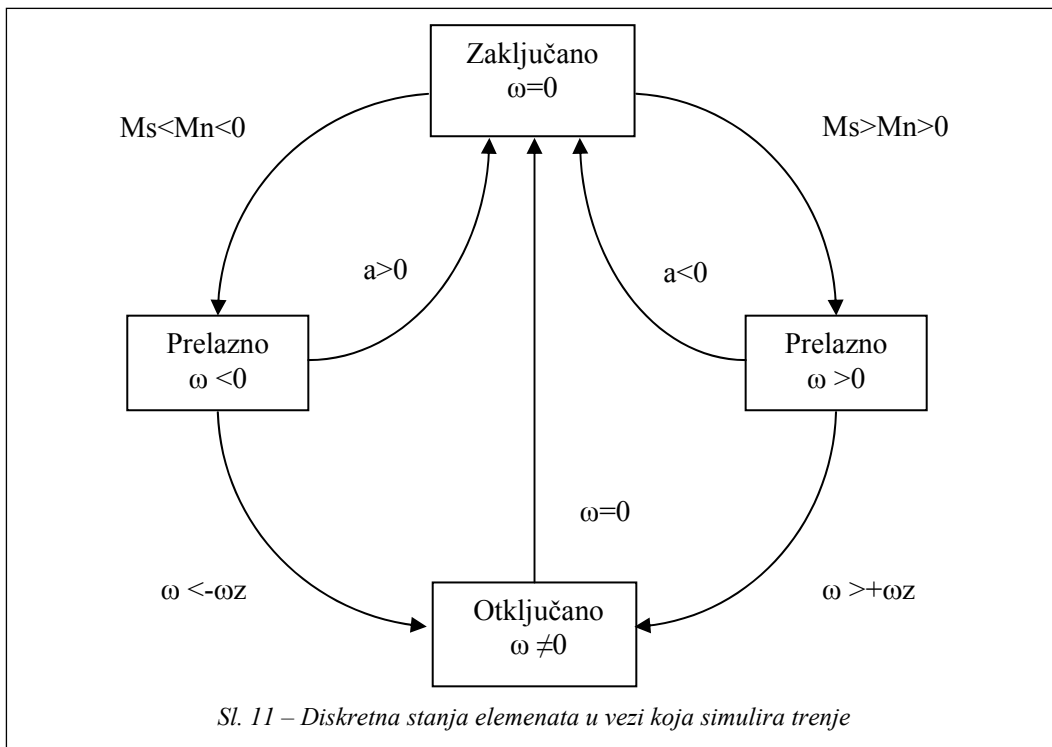 Zaključano
ω=0
Ms<Mn<0
Ms>Mn>0
a>0
a<0
Prelazno
ω <0
Prelazno
ω >0
ω=0
ω <-ωz
ω >+ωz
Otključano
ω ≠0
Sl. 11 – Diskretna stanja elemenata u vezi koja simulira trenje